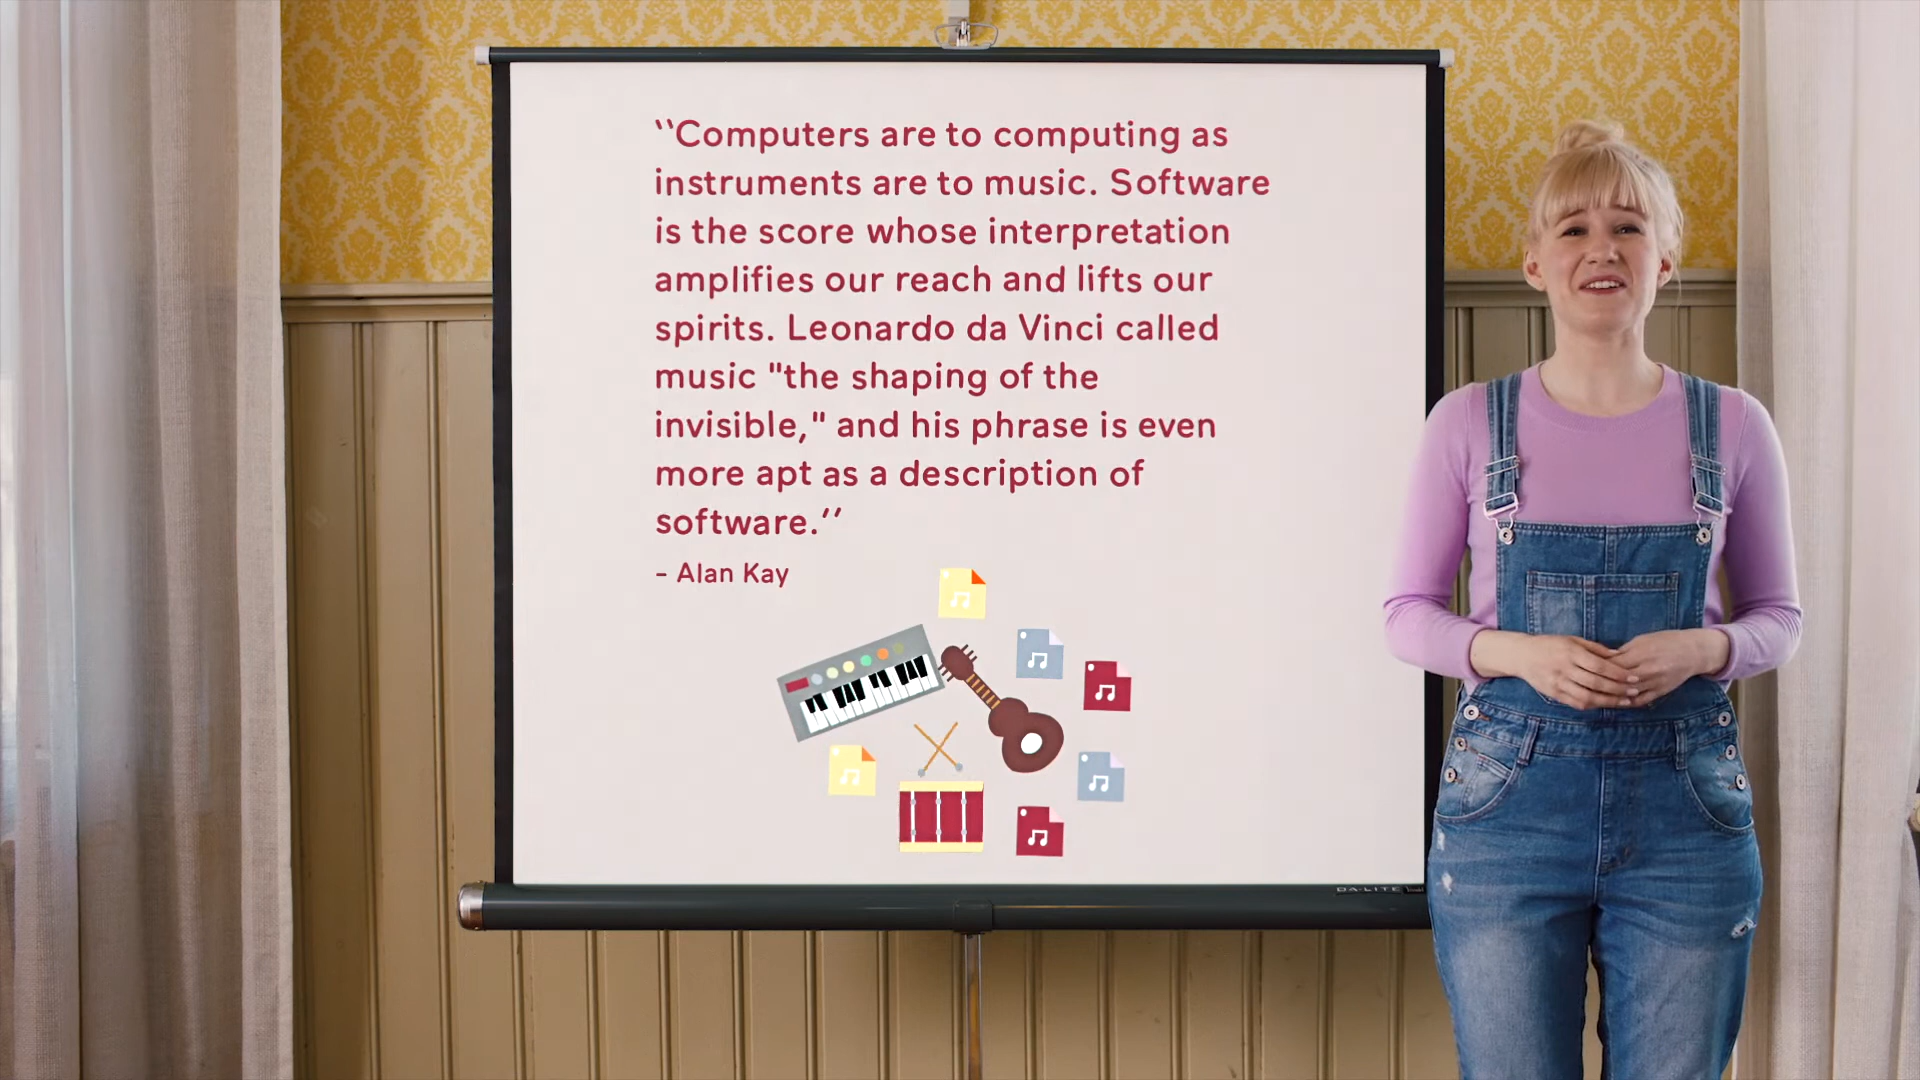 ‵‵Computers are to computing as
instruments are to music. Software
is the score whose interpretation
amplifies our reach and lifts our
spirits. Leonardo da Vinci called
music "the shaping of the
invisible," and his phrase is even
more apt as a description of
software.′′
- Alan Kay
DA-LITE